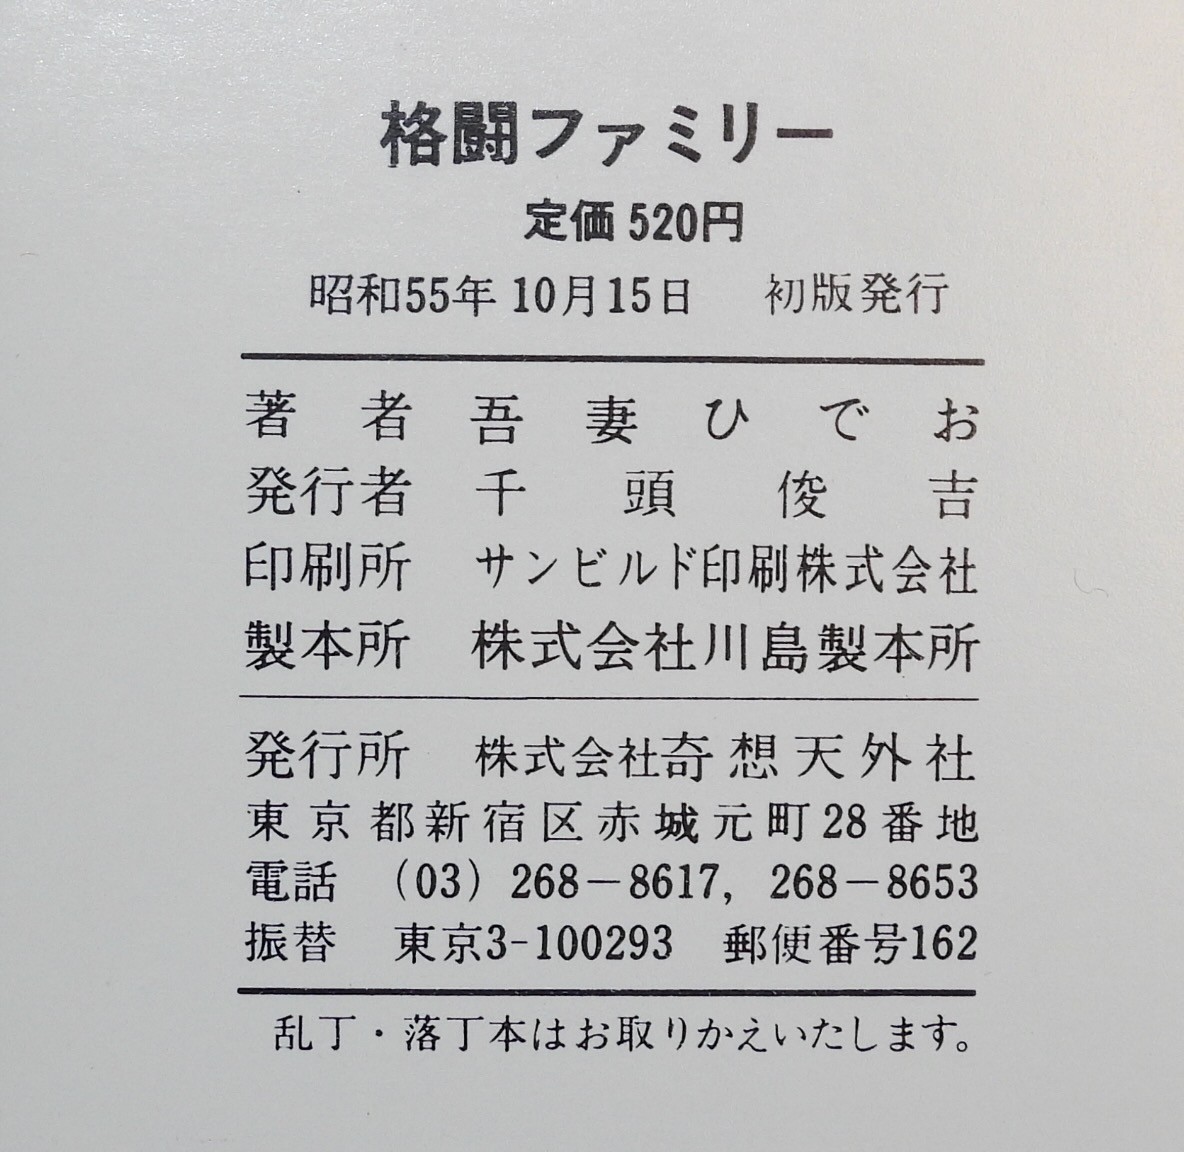 格闘ファミリー
定価 520円
昭和55年 10月15日 初版発行
著者 吾妻ひでお
発行者 千頭俊吉
印刷所 サンビルド印刷株式会社
製本所 株式会社川島製本所
発行所 株式会社奇想天外社
東京都新宿区赤城元町28番地
電話 (03) 268-8617, 268-8653
振替 東京3-100293 郵便番号162
乱丁・落丁本はお取りかえいたします。